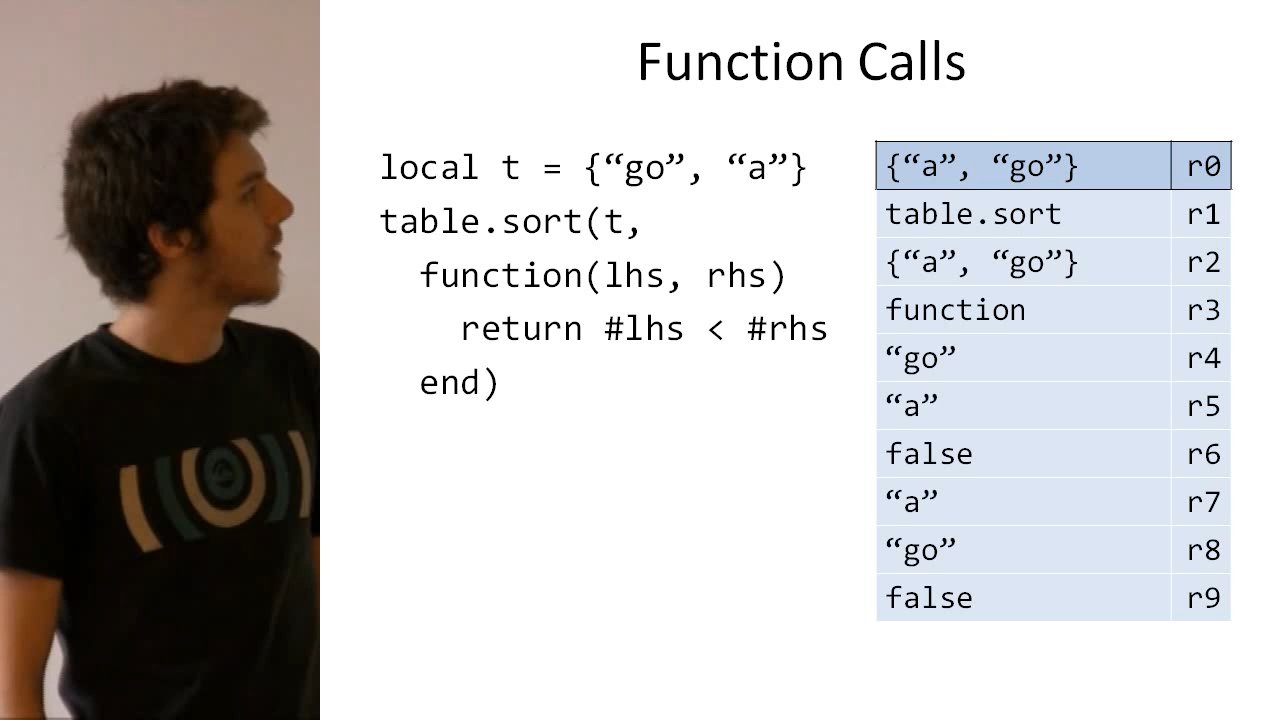 Function Calls
local t = {“go”, “a”}
table.sort(t,
function(lhs, rhs)
return #lhs < #rhs
end)
{“a”, “go”} r0
table.sort r1
{“a”, “go”} r2
function r3
“go” r4
“a” r5
false r6
“a” r7
“go” r8
false r9